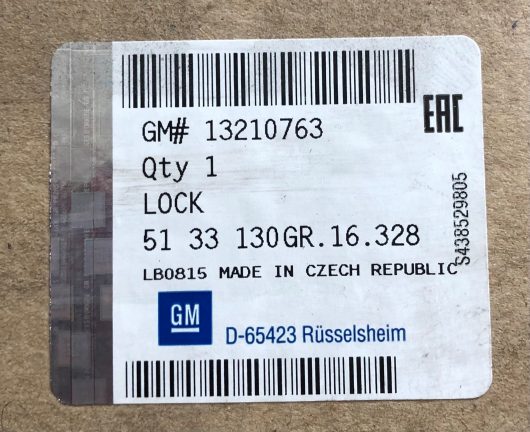 GM# 13210763
EAC
Qty 1
LOCK
51 33 130GR.16.328
LB0815 MADE IN CZECH REPUBLIC
S438529805
GM
D-65423 Rüsselsheim